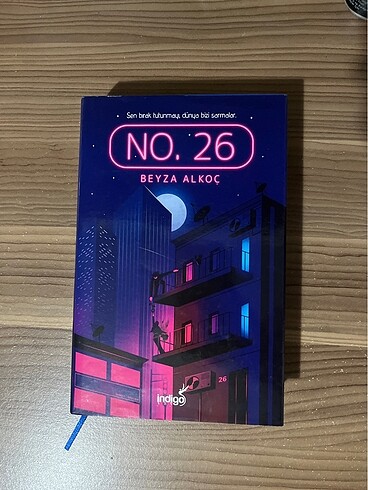 Sen bırak tutunmayı, dünya bizi sarmalar.
NO. 26
BEYZA ALKOÇ
26
indigo